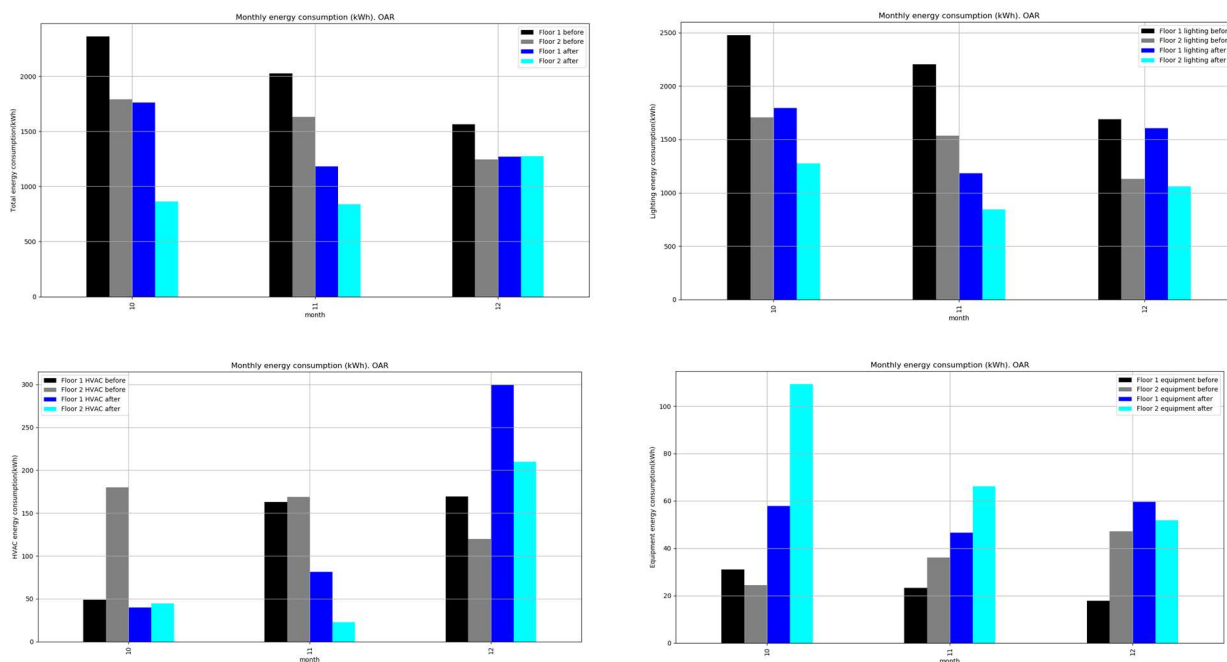 Monthly energy consumption (kWh). OAR
Floor 1 before
Floor 2 before
Floor 1 after
Floor 2 after
Total energy consumption(kWh)
2000
1500
1000
500
0
10
11
12
month
Monthly energy consumption (kWh). OAR
Floor 1 lighting before
Floor 2 lighting before
Floor 1 lighting after
Floor 2 lighting after
Lighting energy consumption(kWh)
2500
2000
1500
1000
500
0
10
11
12
month
Monthly energy consumption (kWh). OAR
Floor 1 HVAC before
Floor 2 HVAC before
Floor 1 HVAC after
Floor 2 HVAC after
HVAC energy consumption(kWh)
300
250
200
150
100
50
0
10
11
12
month
Monthly energy consumption (kWh). OAR
Floor 1 equipment before
Floor 2 equipment before
Floor 1 equipment after
Floor 2 equipment after
Equipment energy consumption(kWh)
100
80
60
40
20
0
10
11
12
month